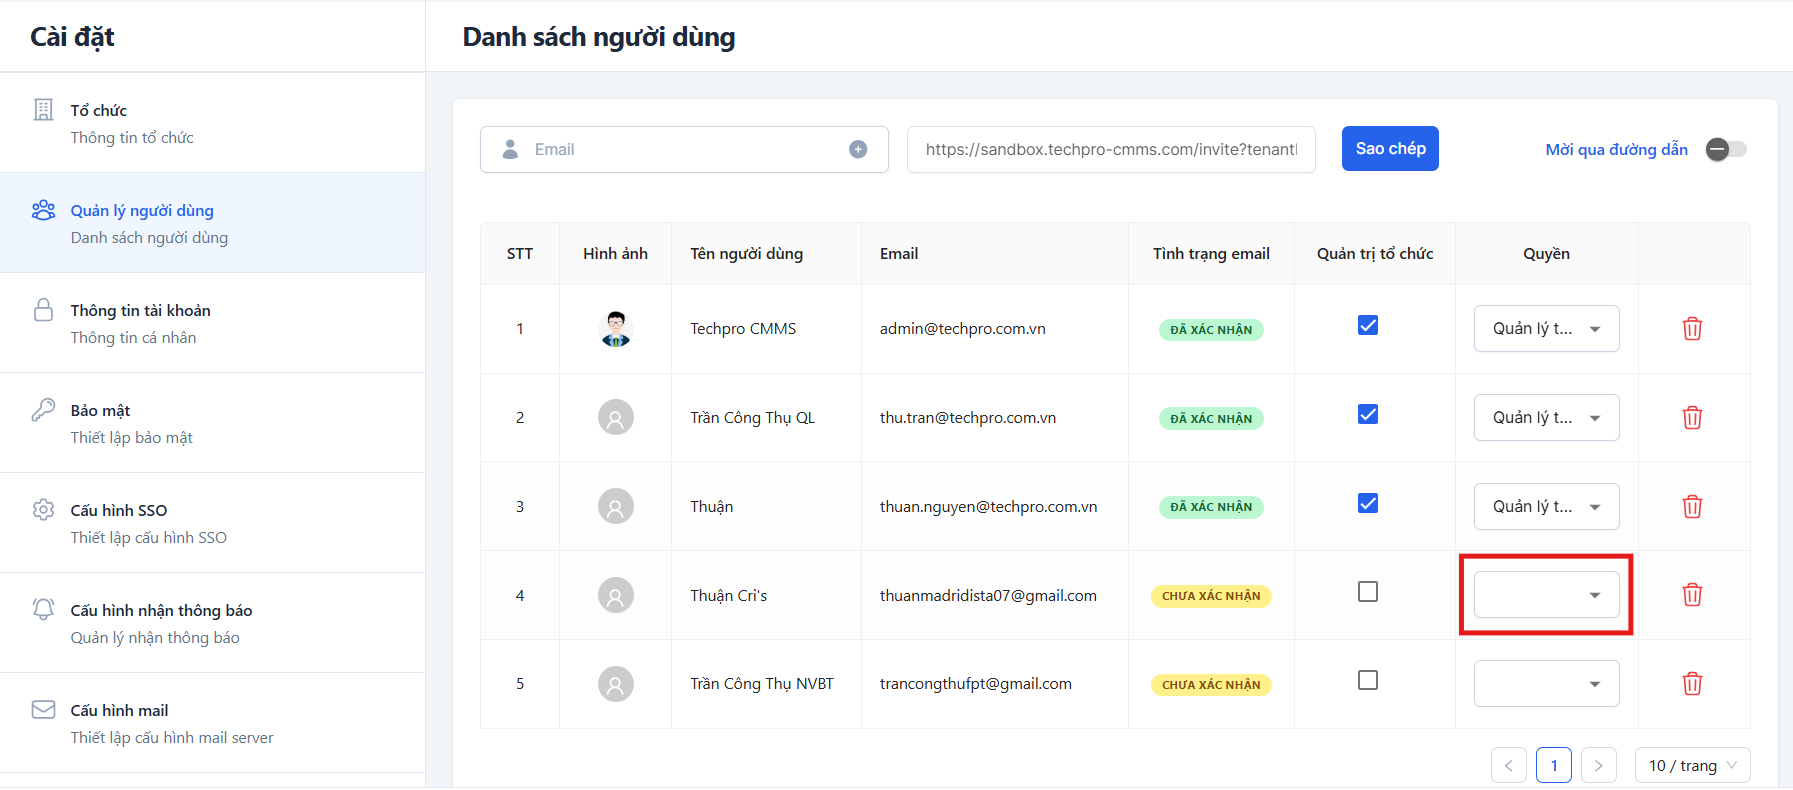 Cài đặt
Tổ chức
Thông tin tổ chức
Quản lý người dùng
Danh sách người dùng
Thông tin tài khoản
Thông tin cá nhân
Bảo mật
Thiết lập bảo mật
Cấu hình SSO
Thiết lập cấu hình SSO
Cấu hình nhận thông báo
Quản lý nhận thông báo
Cấu hình mail
Thiết lập cấu hình mail server
Danh sách người dùng
Email https://sandbox.techpro-cmms.com/invite?tenantI Sao chép Mời qua đường dẫn
STT Hình ảnh Tên người dùng Email Tình trạng email Quản trị tổ chức Quyền
1 Techpro CMMS admin@techpro.com.vn ĐÃ XÁC NHẬN Quản lý t...
2 Trần Công Thụ QL thu.tran@techpro.com.vn ĐÃ XÁC NHẬN Quản lý t...
3 Thuận thuan.nguyen@techpro.com.vn ĐÃ XÁC NHẬN Quản lý t...
4 Thuận Cri's thuanmadridista07@gmail.com CHƯA XÁC NHẬN
5 Trần Công Thụ NVBT trancongthufpt@gmail.com CHƯA XÁC NHẬN
< 1 > 10 / trang